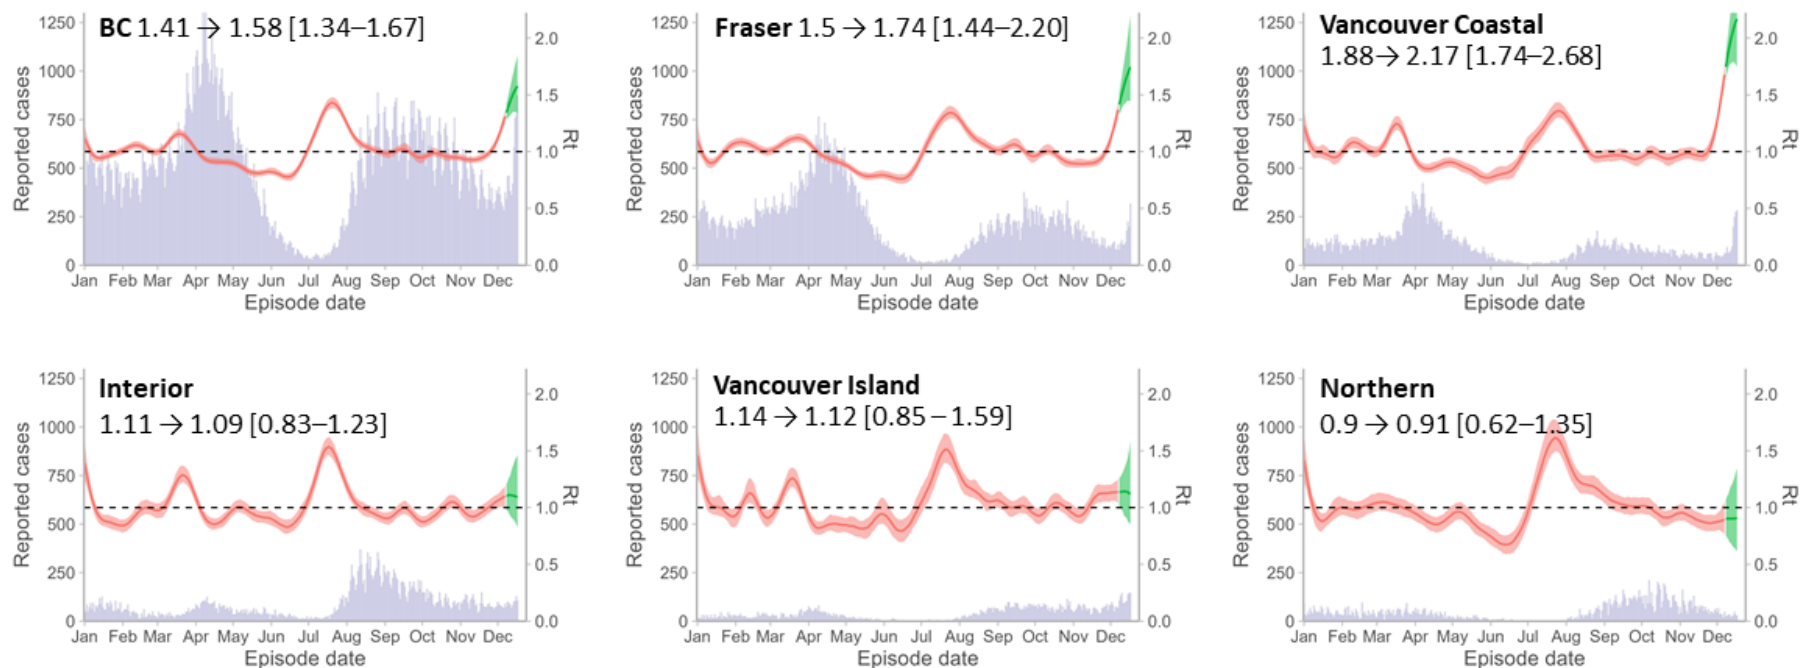 BC 1.41 → 1.58 [1.34–1.67]
1250
1000
750
500
250
0
Reported cases
2.0
1.5
1.0
0.5
0.0
Rt
Jan Feb Mar Apr May Jun Jul Aug Sep Oct Nov Dec
Episode date
Fraser 1.5 → 1.74 [1.44–2.20]
1250
1000
750
500
250
0
Reported cases
2.0
1.5
1.0
0.5
0.0
Rt
Jan Feb Mar Apr May Jun Jul Aug Sep Oct Nov Dec
Episode date
Vancouver Coastal
1.88→ 2.17 [1.74–2.68]
1250
1000
750
500
250
0
Reported cases
2.0
1.5
1.0
0.5
0.0
Rt
Jan Feb Mar Apr May Jun Jul Aug Sep Oct Nov Dec
Episode date
Interior
1.11 → 1.09 [0.83–1.23]
1250
1000
750
500
250
0
Reported cases
2.0
1.5
1.0
0.5
0.0
Rt
Jan Feb Mar Apr May Jun Jul Aug Sep Oct Nov Dec
Episode date
Vancouver Island
1.14 → 1.12 [0.85 – 1.59]
1250
1000
750
500
250
0
Reported cases
2.0
1.5
1.0
0.5
0.0
Rt
Jan Feb Mar Apr May Jun Jul Aug Sep Oct Nov Dec
Episode date
Northern
0.9 → 0.91 [0.62–1.35]
1250
1000
750
500
250
0
Reported cases
2.0
1.5
1.0
0.5
0.0
Rt
Jan Feb Mar Apr May Jun Jul Aug Sep Oct Nov Dec
Episode date